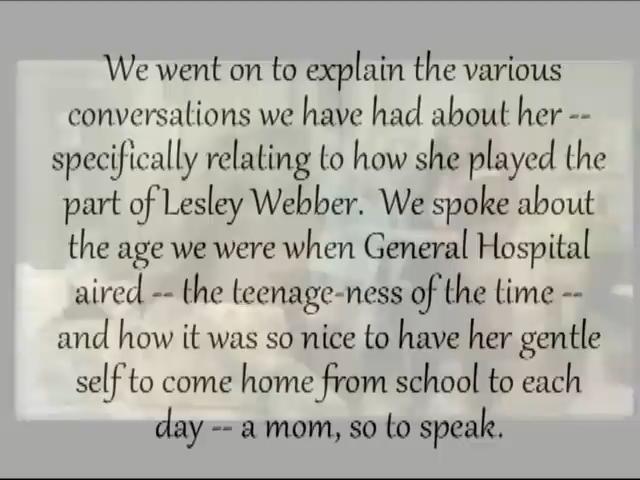 We went on to explain the various
conversations we have had about her --
specifically relating to how she played the
part of Lesley Webber. We spoke about
the age we were when General Hospital
aired -- the teenage-ness of the time --
and how it was so nice to have her gentle
self to come home from school to each
day -- a mom, so to speak.